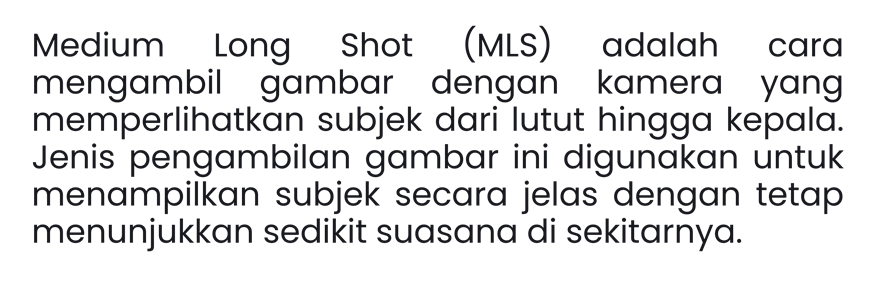 Medium Long Shot (MLS) adalah cara
mengambil gambar dengan kamera yang
memperlihatkan subjek dari lutut hingga kepala.
Jenis pengambilan gambar ini digunakan untuk
menampilkan subjek secara jelas dengan tetap
menunjukkan sedikit suasana di sekitarnya.